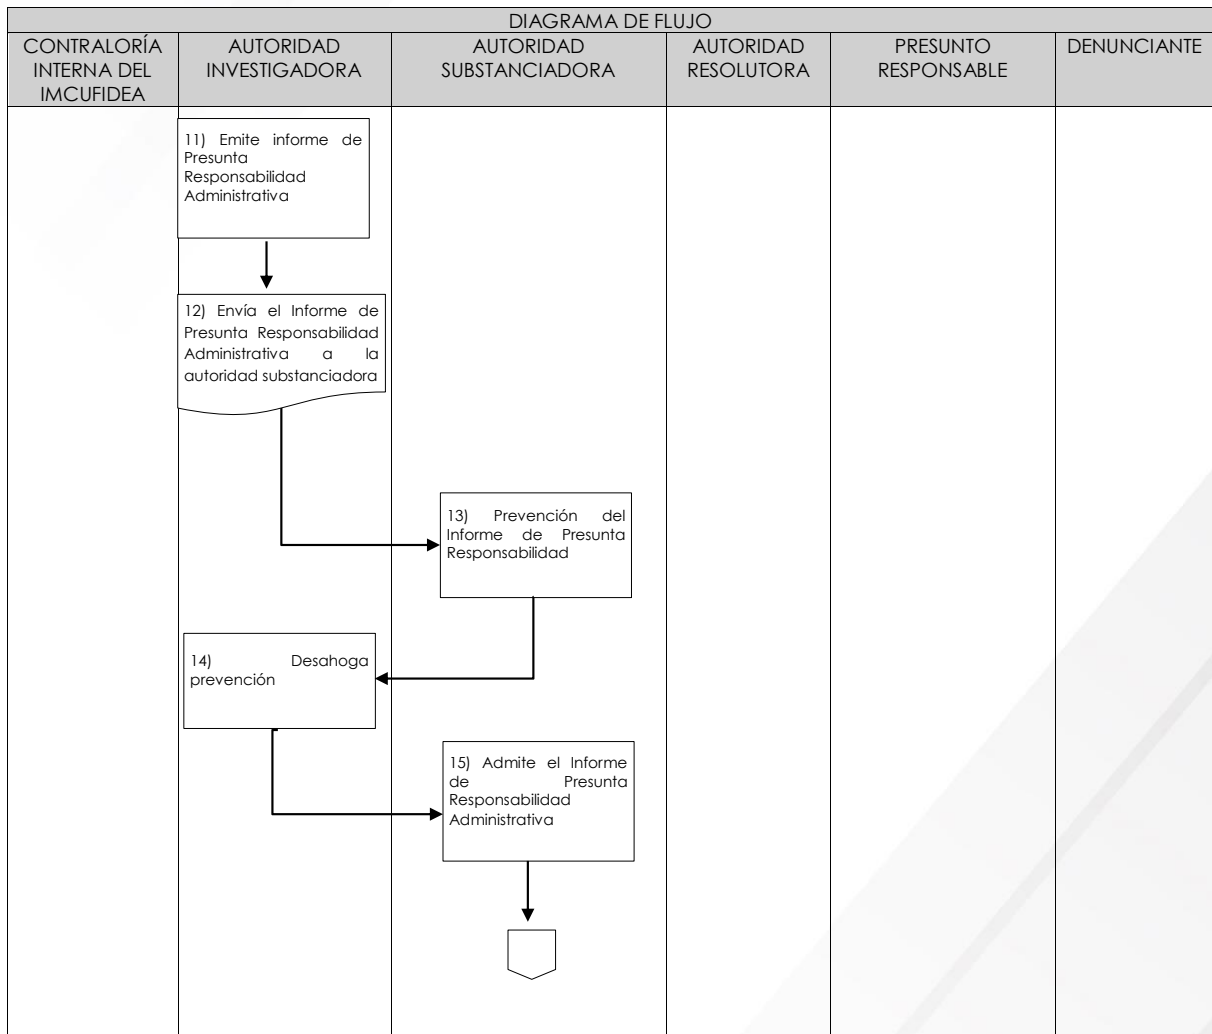 DIAGRAMA DE FLUJO
CONTRALORÍA
INTERNA DEL
IMCUFIDEA
AUTORIDAD
INVESTIGADORA
AUTORIDAD
SUBSTANCIADORA
AUTORIDAD
RESOLUTORA
PRESUNTO
RESPONSABLE
DENUNCIANTE
11) Emite informe de
Presunta
Responsabilidad
Administrativa
12) Envía el Informe de
Presunta Responsabilidad
Administrativa a la
autoridad substanciadora
13) Prevención del
Informe de Presunta
Responsabilidad
14) Desahoga
prevención
15) Admite el Informe
de Presunta
Responsabilidad
Administrativa